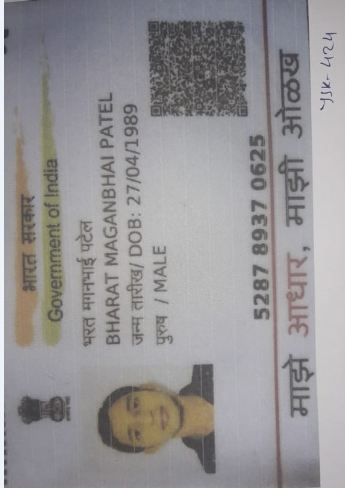 भारत सरकार
Government of India
भरत मगनभाई पटेल
BHARAT MAGANBHAI PATEL
जन्म तारीख/ DOB: 27/04/1989
पुरुष / MALE
5287 8937 0625
माझे आधार, माझी ओळख
YSK-424